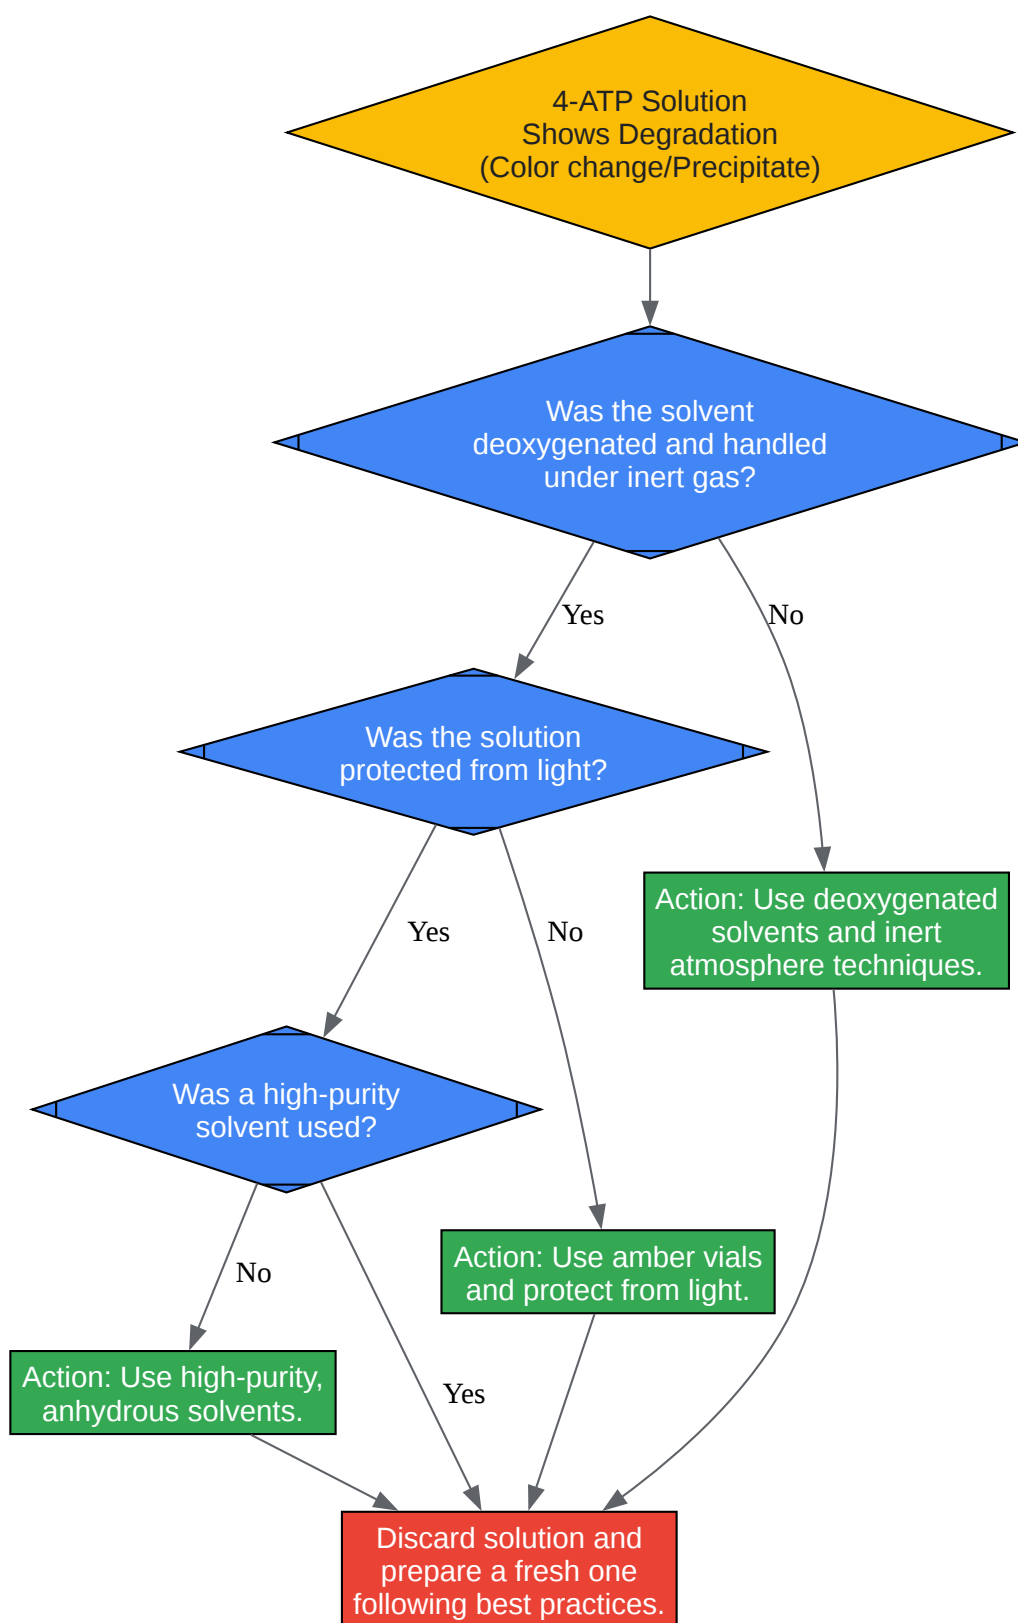 4-ATP Solution
Shows Degradation
(Color change/Precipitate)
Was the solvent
deoxygenated and handled
under inert gas?
Yes
No
Was the solution
protected from light?
Action: Use deoxygenated
solvents and inert
atmosphere techniques.
Yes
No
Was a high-purity
solvent used?
Action: Use amber vials
and protect from light.
No
Yes
Action: Use high-purity,
anhydrous solvents.
Discard solution and
prepare a fresh one
following best practices.